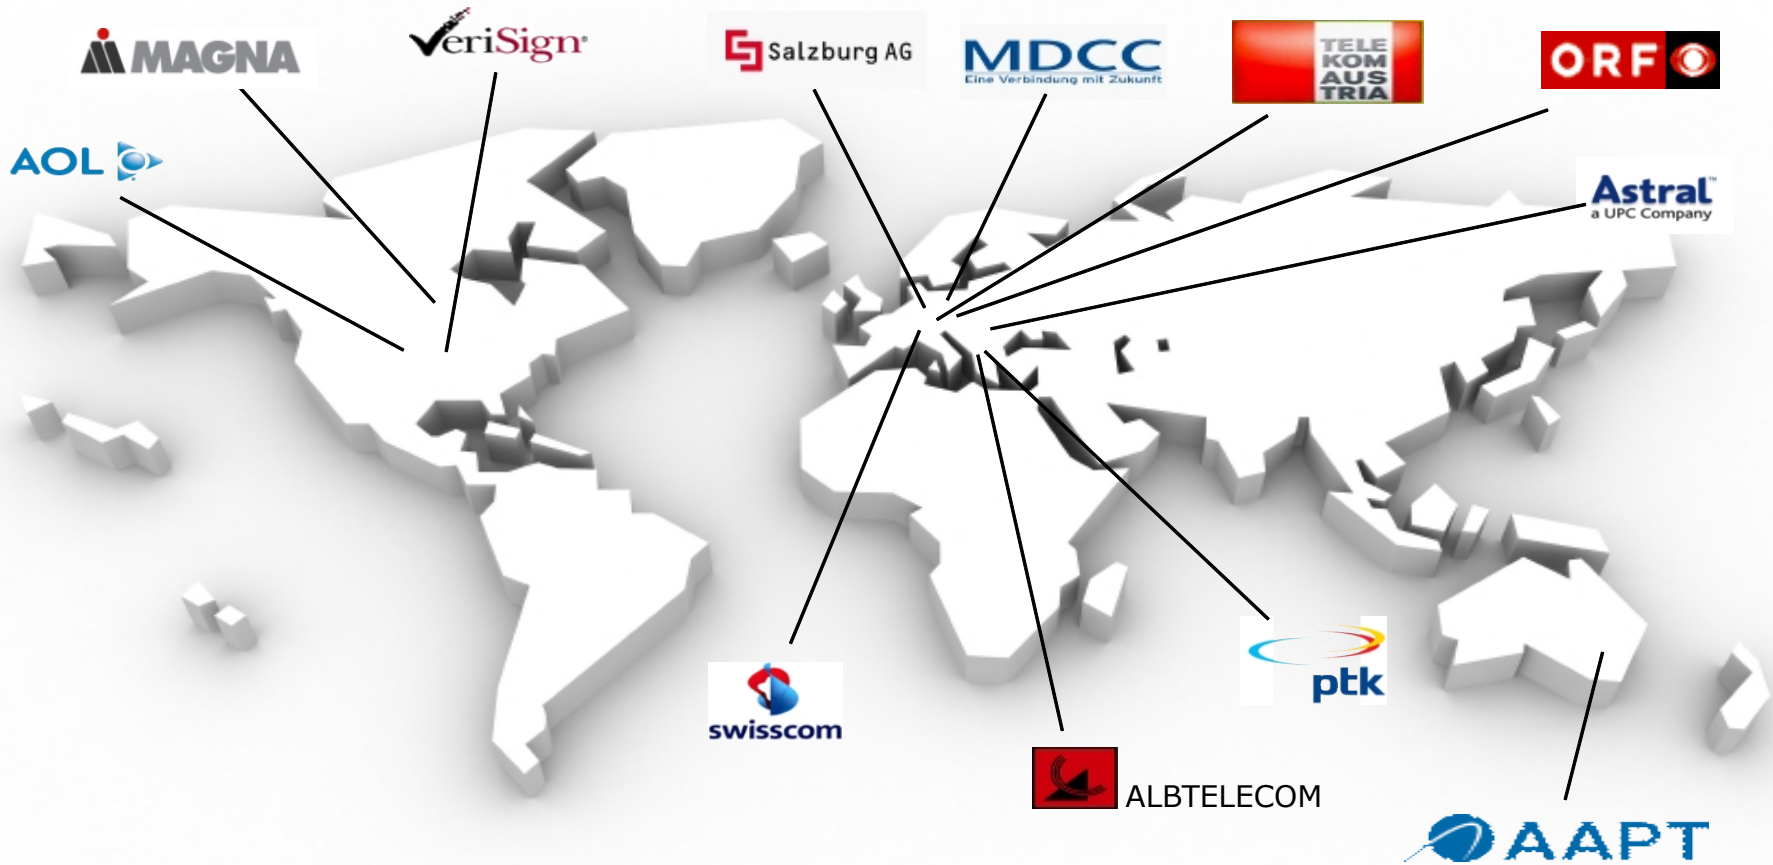 MAGNA
VeriSign®
Salzburg AG
MDCC
Eine Verbindung mit Zukunft
TELE
KOM
AUS
TRIA
ORF
AOL
Astral™
a UPC Company
swisscom
ptk
ALBTELECOM
AAPT